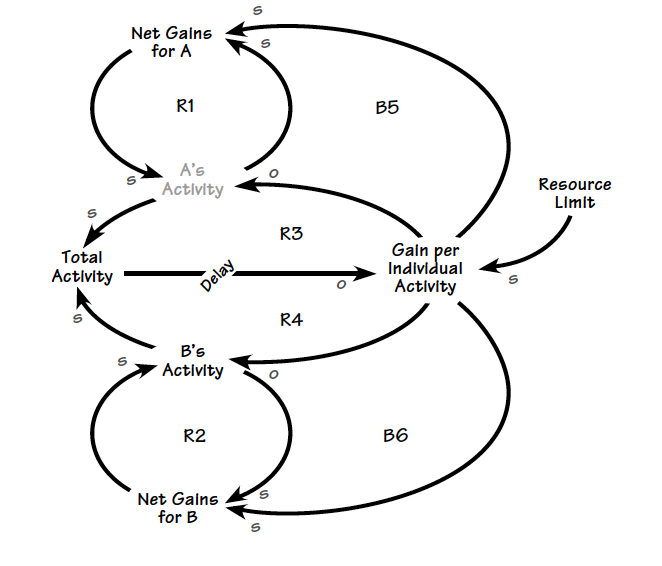 s
Net Gains
for A
s
R1
B5
s
A's
Activity
o
Resource
Limit
s
R3
Total
Activity
Delay
o
Gain per
Individual
Activity
s
s
R4
s
B's
Activity
o
R2
B6
Net Gains
for B
s
s